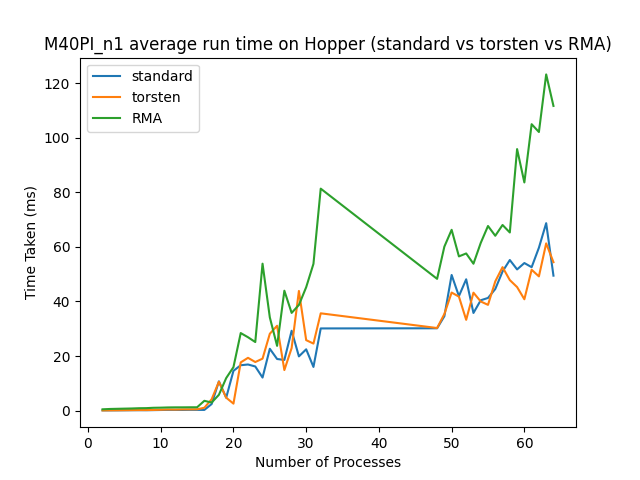 M40PI_n1 average run time on Hopper (standard vs torsten vs RMA)
standard
torsten
RMA
Time Taken (ms)
120
100
80
60
40
20
0
0 10 20 30 40 50 60
Number of Processes